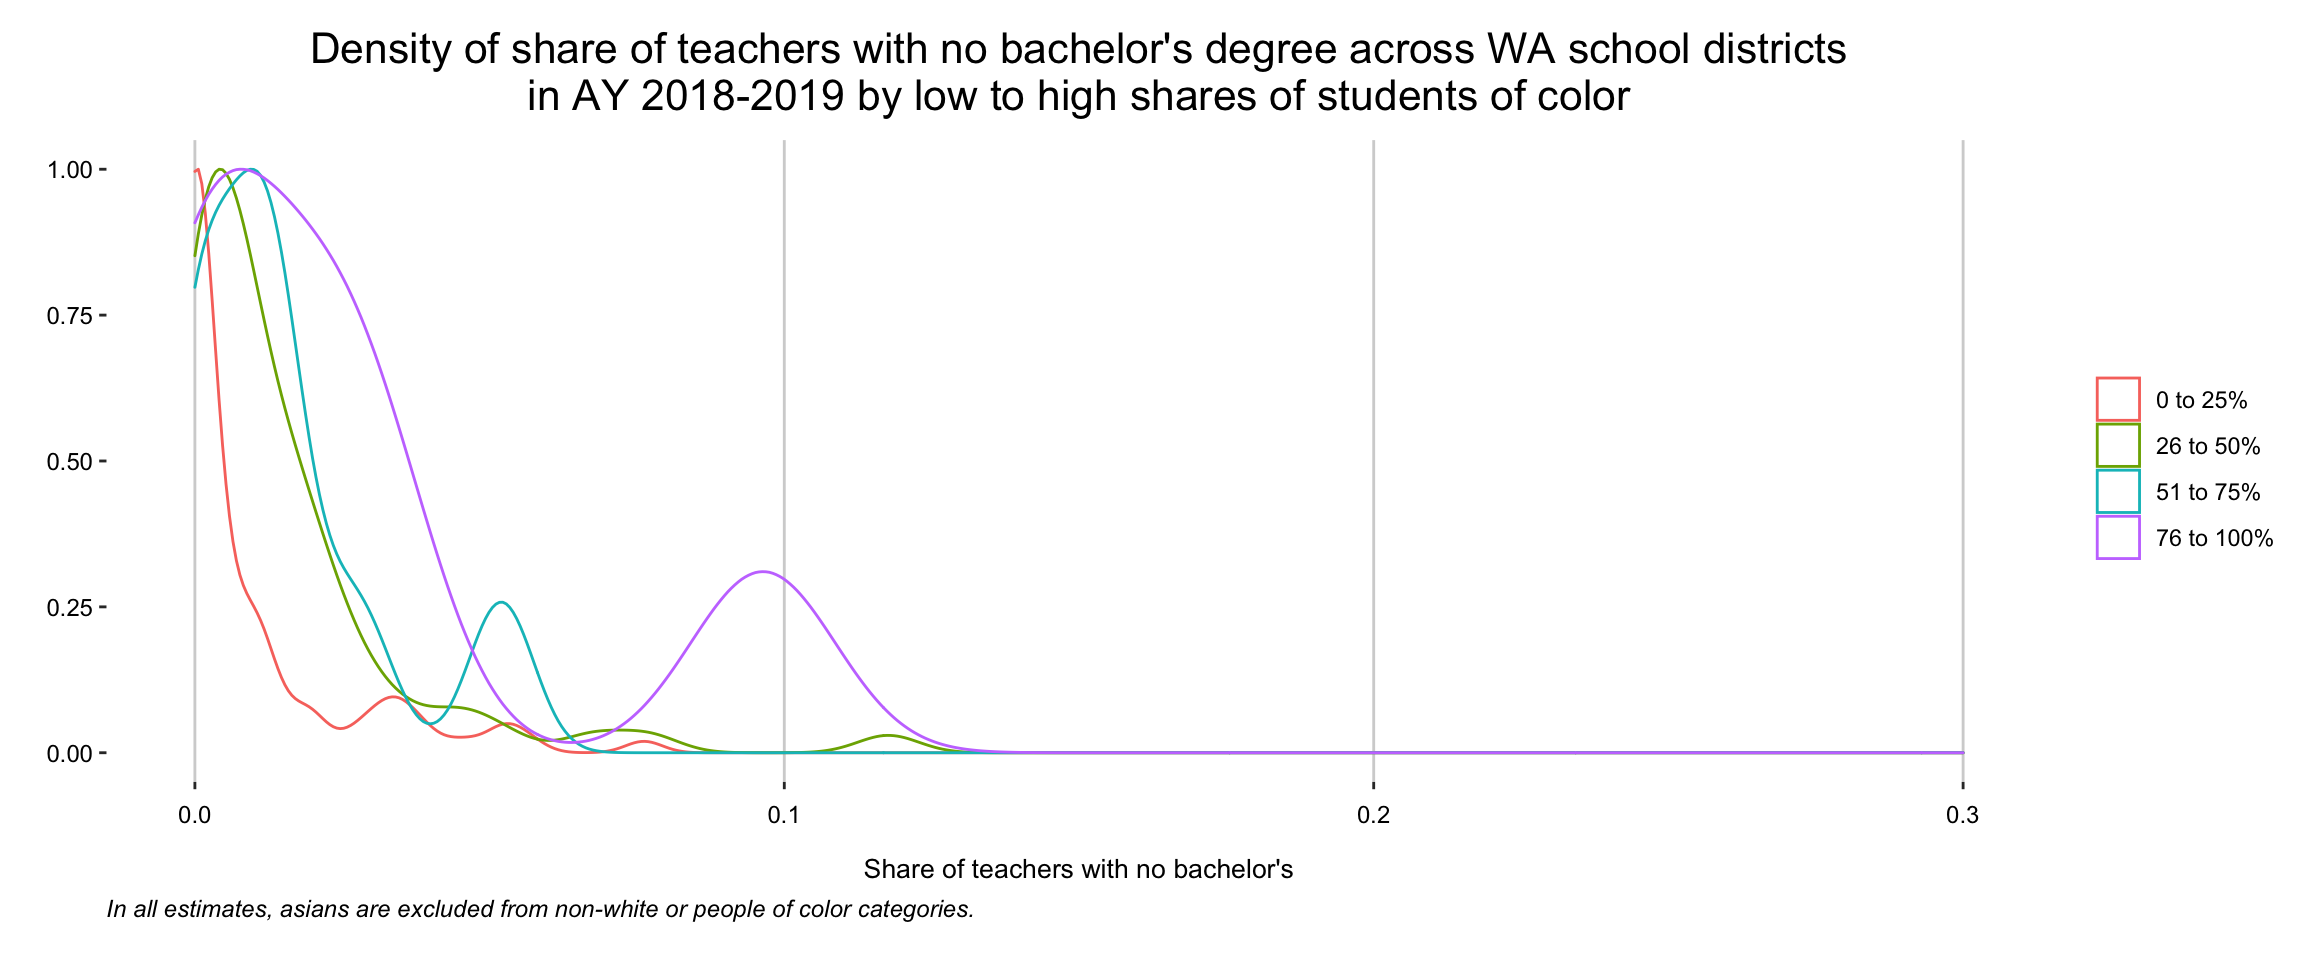 Density of share of teachers with no bachelor's degree across WA school districts
in AY 2018-2019 by low to high shares of students of color
1.00
0.75
0.50
0.25
0.00
0.0 0.1 0.2 0.3
Share of teachers with no bachelor's
In all estimates, asians are excluded from non-white or people of color categories.
0 to 25%
26 to 50%
51 to 75%
76 to 100%